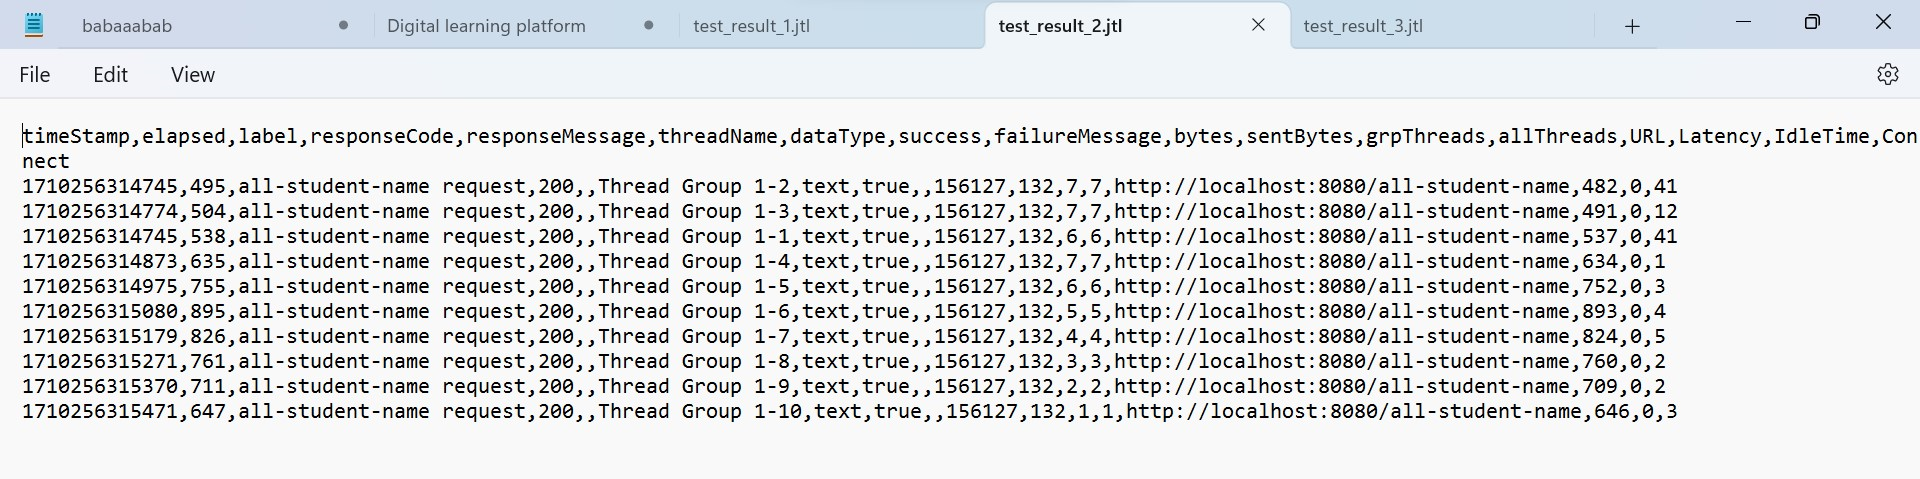 babaaabab
Digital learning platform
test_result_1.jtl
test_result_2.jtl
test_result_3.jtl
File Edit View
timeStamp,elapsed,label,responseCode,responseMessage,threadName,dataType,success,failureMessage,bytes,sentBytes,grpThreads,allThreads,URL,Latency,IdleTime,Con
nect
1710256314745,495,all-student-name request,200,,Thread Group 1-2,text,true,,156127,132,7,7,http://localhost:8080/all-student-name,482,0,41
1710256314774,504,all-student-name request,200,,Thread Group 1-3,text,true,,156127,132,7,7,http://localhost:8080/all-student-name,491,0,12
1710256314745,538,all-student-name request,200,,Thread Group 1-1,text,true,,156127,132,6,6,http://localhost:8080/all-student-name,537,0,41
1710256314873,635,all-student-name request,200,,Thread Group 1-4,text,true,,156127,132,7,7,http://localhost:8080/all-student-name,634,0,1
1710256314975,755,all-student-name request,200,,Thread Group 1-5,text,true,,156127,132,6,6,http://localhost:8080/all-student-name,752,0,3
1710256315080,895,all-student-name request,200,,Thread Group 1-6,text,true,,156127,132,5,5,http://localhost:8080/all-student-name,893,0,4
1710256315179,826,all-student-name request,200,,Thread Group 1-7,text,true,,156127,132,4,4,http://localhost:8080/all-student-name,824,0,5
1710256315271,761,all-student-name request,200,,Thread Group 1-8,text,true,,156127,132,3,3,http://localhost:8080/all-student-name,760,0,2
1710256315370,711,all-student-name request,200,,Thread Group 1-9,text,true,,156127,132,2,2,http://localhost:8080/all-student-name,709,0,2
1710256315471,647,all-student-name request,200,,Thread Group 1-10,text,true,,156127,132,1,1,http://localhost:8080/all-student-name,646,0,3